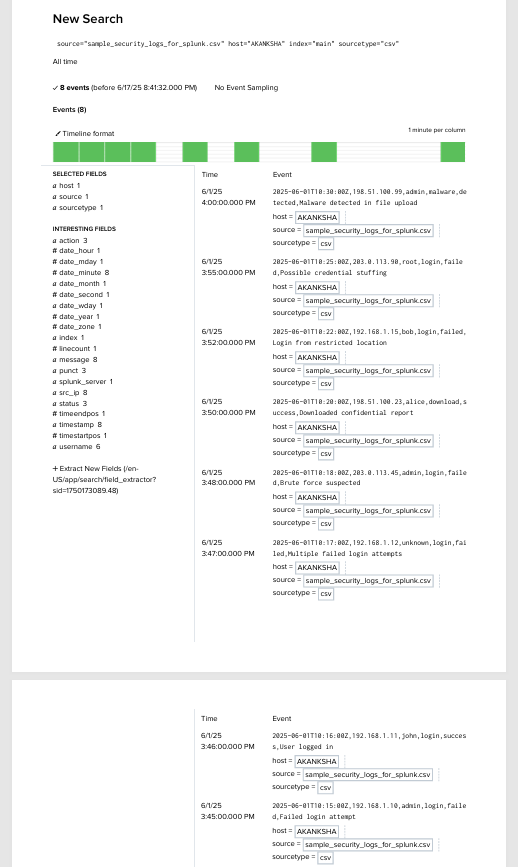 New Search
source="sample_security_logs_for_splunk.csv" host="AKANKSHA" index="main" sourcetype="csv"
All time
✓ 8 events (before 6/17/25 8:41:32.000 PM) No Event Sampling
Events (8)
Timeline format
1 minute per column
SELECTED FIELDS
a host 1
a source 1
a sourcetype 1
INTERESTING FIELDS
a action 3
# date_hour 1
# date_mday 1
# date_minute 8
a date_month 1
# date_second 1
a date_wday 1
# date_year 1
# date_zone 1
a index 1
# linecount 1
a message 8
a punct 3
a splunk_server 1
a src_ip 8
a status 3
# timeendpos 1
a timestamp 8
# timestartpos 1
a username 6
+ Extract New Fields (/en-
US/app/search/field_extractor?
sid=1750173089.48)
Time Event
6/1/25
4:00:00.000 PM
2025-06-01T10:30:00Z,198.51.100.99,admin,malware,de
tected,Malware detected in file upload
host = AKANKSHA
source = sample_security_logs_for_splunk.csv
sourcetype = csv
6/1/25
3:55:00.000 PM
2025-06-01T10:25:00Z,203.0.113.90,root,login,faile
d,Possible credential stuffing
host = AKANKSHA
source = sample_security_logs_for_splunk.csv
sourcetype = csv
6/1/25
3:52:00.000 PM
2025-06-01T10:22:00Z,192.168.1.15,bob,login,failed,
Login from restricted location
host = AKANKSHA
source = sample_security_logs_for_splunk.csv
sourcetype = csv
6/1/25
3:50:00.000 PM
2025-06-01T10:20:00Z,198.51.100.23,alice,download,s
uccess,Downloaded confidential report
host = AKANKSHA
source = sample_security_logs_for_splunk.csv
sourcetype = csv
6/1/25
3:48:00.000 PM
2025-06-01T10:18:00Z,203.0.113.45,admin,login,faile
d,Brute force suspected
host = AKANKSHA
source = sample_security_logs_for_splunk.csv
sourcetype = csv
6/1/25
3:47:00.000 PM
2025-06-01T10:17:00Z,192.168.1.12,unknown,login,fai
led,Multiple failed login attempts
host = AKANKSHA
source = sample_security_logs_for_splunk.csv
sourcetype = csv
Time Event
6/1/25
3:46:00.000 PM
2025-06-01T10:16:00Z,192.168.1.11,john,login,succes
s,User logged in
host = AKANKSHA
source = sample_security_logs_for_splunk.csv
sourcetype = csv
6/1/25
3:45:00.000 PM
2025-06-01T10:15:00Z,192.168.1.10,admin,login,faile
d,Failed login attempt
host = AKANKSHA
source = sample_security_logs_for_splunk.csv
sourcetype = csv